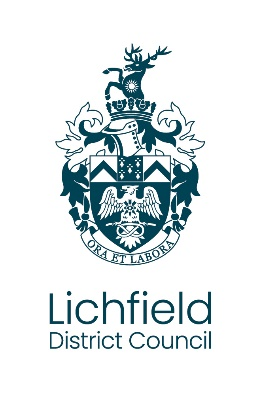 ORA ET LABORA
Lichfield
District Council